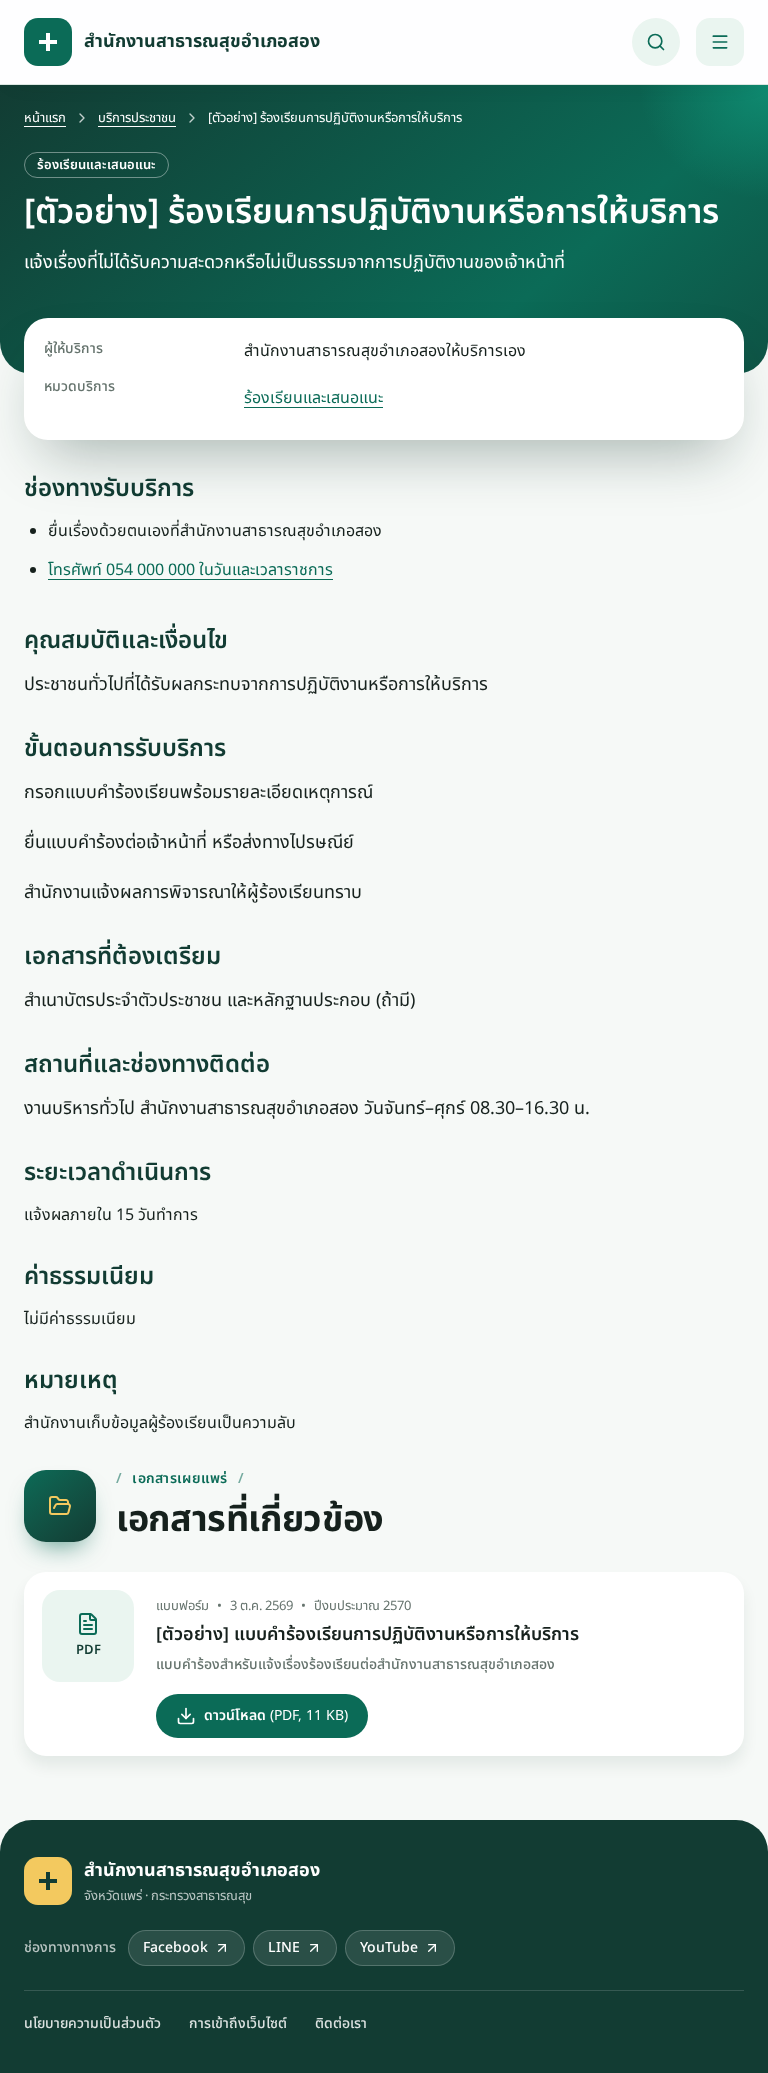 สำนักงานสาธารณสุขอำเภอสอง
หน้าแรก
บริการประชาชน
[ตัวอย่าง] ร้องเรียนการปฏิบัติงานหรือการให้บริการ
ร้องเรียนและเสนอแนะ
[ตัวอย่าง] ร้องเรียนการปฏิบัติงานหรือการให้บริการ
แจ้งเรื่องที่ไม่ได้รับความสะดวกหรือไม่เป็นธรรมจากการปฏิบัติงานของเจ้าหน้าที่
ผู้ให้บริการ
สำนักงานสาธารณสุขอำเภอสองให้บริการเอง
หมวดบริการ
ร้องเรียนและเสนอแนะ
ช่องทางรับบริการ
ยื่นเรื่องด้วยตนเองที่สำนักงานสาธารณสุขอำเภอสอง
โทรศัพท์ 054 000 000 ในวันและเวลาราชการ
คุณสมบัติและเงื่อนไข
ประชาชนทั่วไปที่ได้รับผลกระทบจากการปฏิบัติงานหรือการให้บริการ
ขั้นตอนการรับบริการ
กรอกแบบคำร้องเรียนพร้อมรายละเอียดเหตุการณ์
ยื่นแบบคำร้องต่อเจ้าหน้าที่ หรือส่งทางไปรษณีย์
สำนักงานแจ้งผลการพิจารณาให้ผู้ร้องเรียนทราบ
เอกสารที่ต้องเตรียม
สำเนาบัตรประจำตัวประชาชน และหลักฐานประกอบ (ถ้ามี)
สถานที่และช่องทางติดต่อ
งานบริหารทั่วไป สำนักงานสาธารณสุขอำเภอสอง วันจันทร์–ศุกร์ 08.30–16.30 น.
ระยะเวลาดำเนินการ
แจ้งผลภายใน 15 วันทำการ
ค่าธรรมเนียม
ไม่มีค่าธรรมเนียม
หมายเหตุ
สำนักงานเก็บข้อมูลผู้ร้องเรียนเป็นความลับ
/ เอกสารเผยแพร่ /
เอกสารที่เกี่ยวข้อง
PDF
แบบฟอร์ม • 3 ต.ค. 2569 • ปีงบประมาณ 2570
[ตัวอย่าง] แบบคำร้องเรียนการปฏิบัติงานหรือการให้บริการ
แบบคำร้องสำหรับแจ้งเรื่องร้องเรียนต่อสำนักงานสาธารณสุขอำเภอสอง
ดาวน์โหลด (PDF, 11 KB)
สำนักงานสาธารณสุขอำเภอสอง
จังหวัดแพร่ · กระทรวงสาธารณสุข
ช่องทางทางการ
Facebook
LINE
YouTube
นโยบายความเป็นส่วนตัว
การเข้าถึงเว็บไซต์
ติดต่อเรา